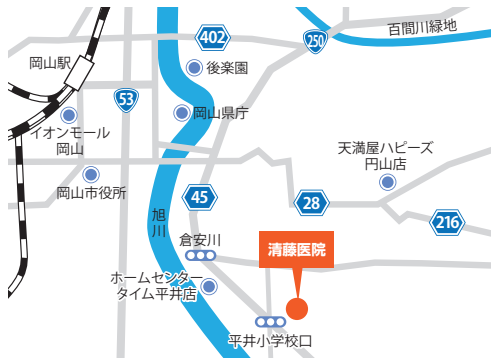 百間川緑地
402
250
岡山駅
後楽園
53
岡山県庁
イオンモール
岡山
天満屋ハピーズ
円山店
岡山市役所
45
28
旭川
216
倉安川
清藤医院
ホームセンター
タイム平井店
平井小学校口